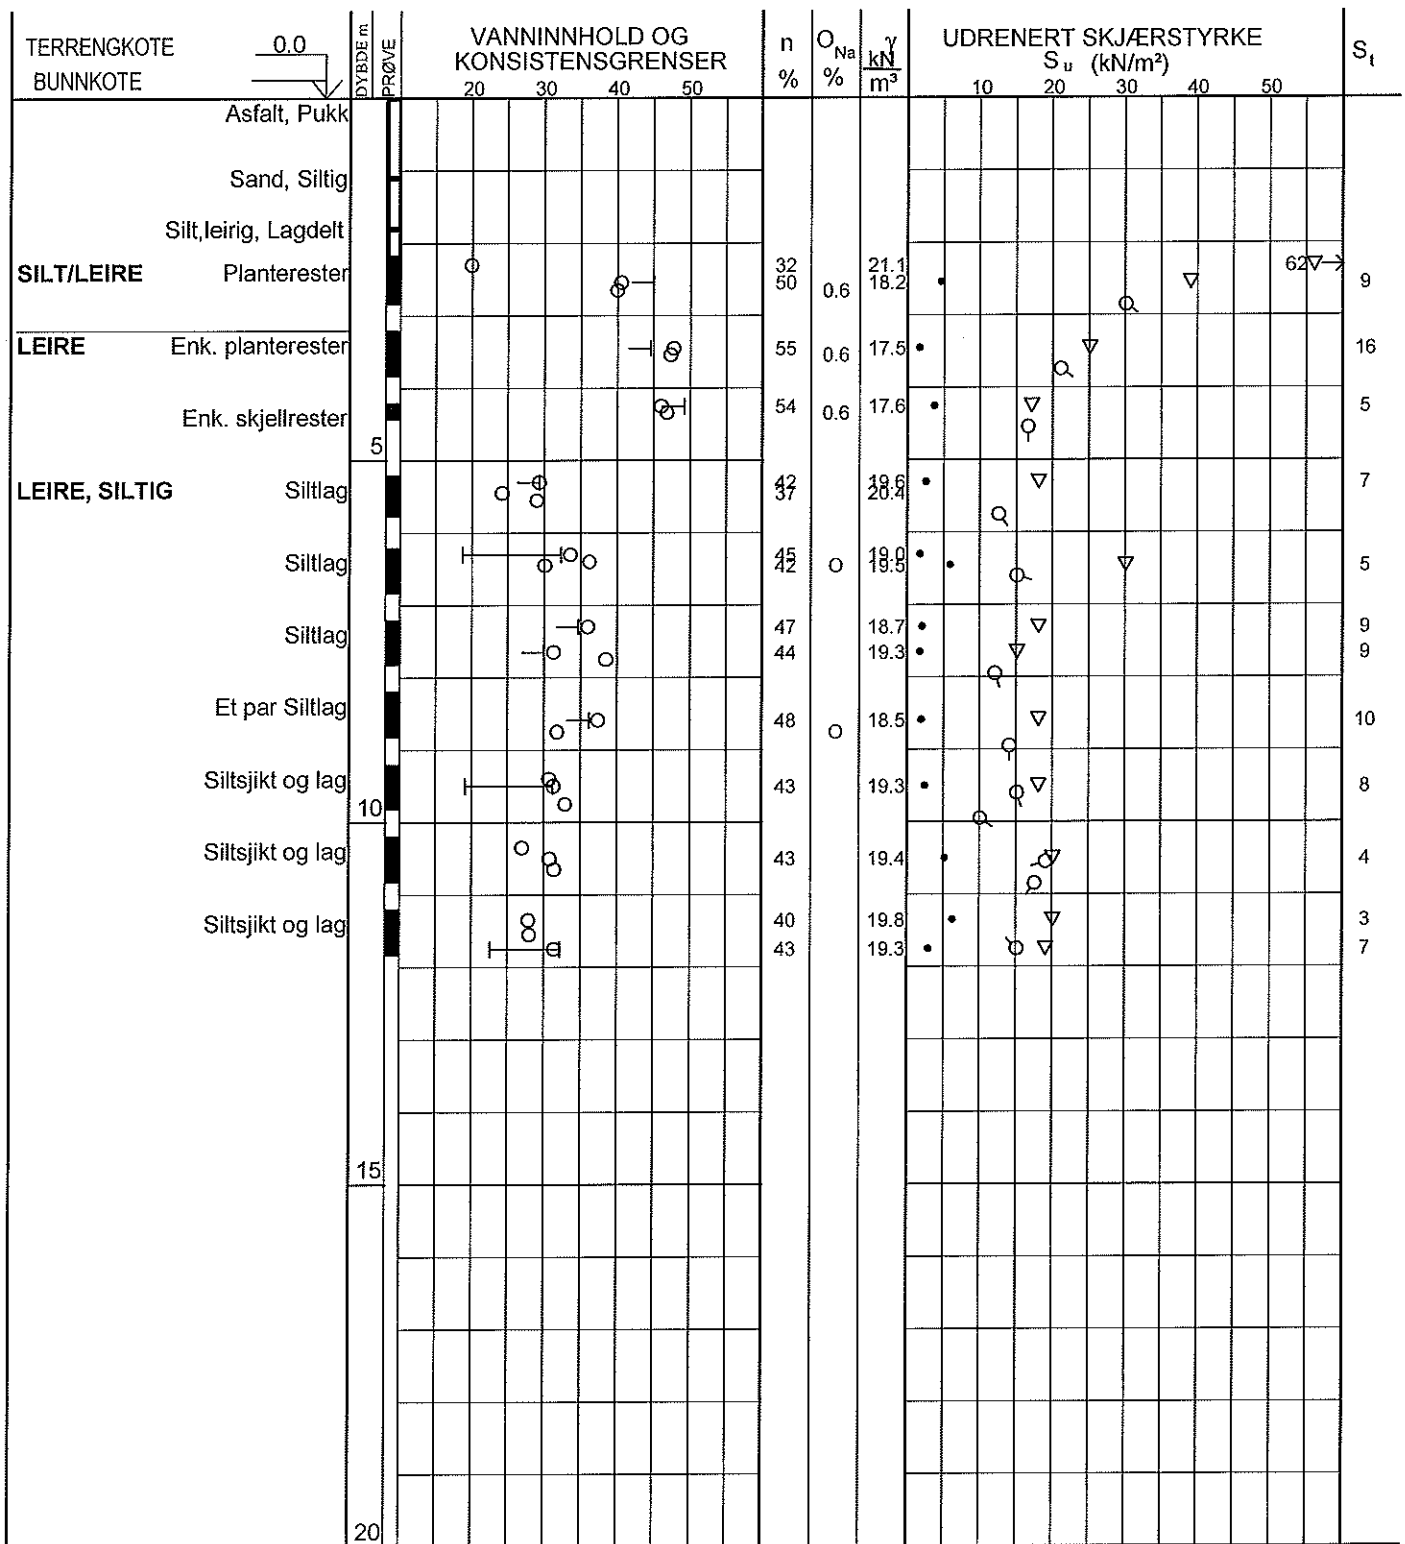 TERRENGKOTE 0.0
BUNNKOTE
DYBDE m
PRØVE
VANNINNHOLD OG
KONSISTENSGRENSER
20 30 40 50
n
%
O Na
%
γ
kN
m³
UDRENERT SKJÆRSTYRKE
S u (kN/m²)
10 20 30 40 50
S t
Asfalt, Pukk
Sand, Siltig
Silt,leirig, Lagdelt
SILT/LEIRE Planterester
32 21.1 62
50 0.6 18.2 9
LEIRE Enk. planterester 55 0.6 17.5 16
Enk. skjellrester 54 0.6 17.6 5
5
LEIRE, SILTIG Siltlag
42 19.6 7
37 20.4
Siltlag
45 19.0
42 O 19.5 5
Siltlag
47 18.7 9
44 19.3 9
Et par Siltlag 48 O 18.5 10
Siltsjikt og lag 43 19.3 8
10
Siltsjikt og lag 43 19.4 4
Siltsjikt og lag
40 19.8 3
43 19.3 7
15
20